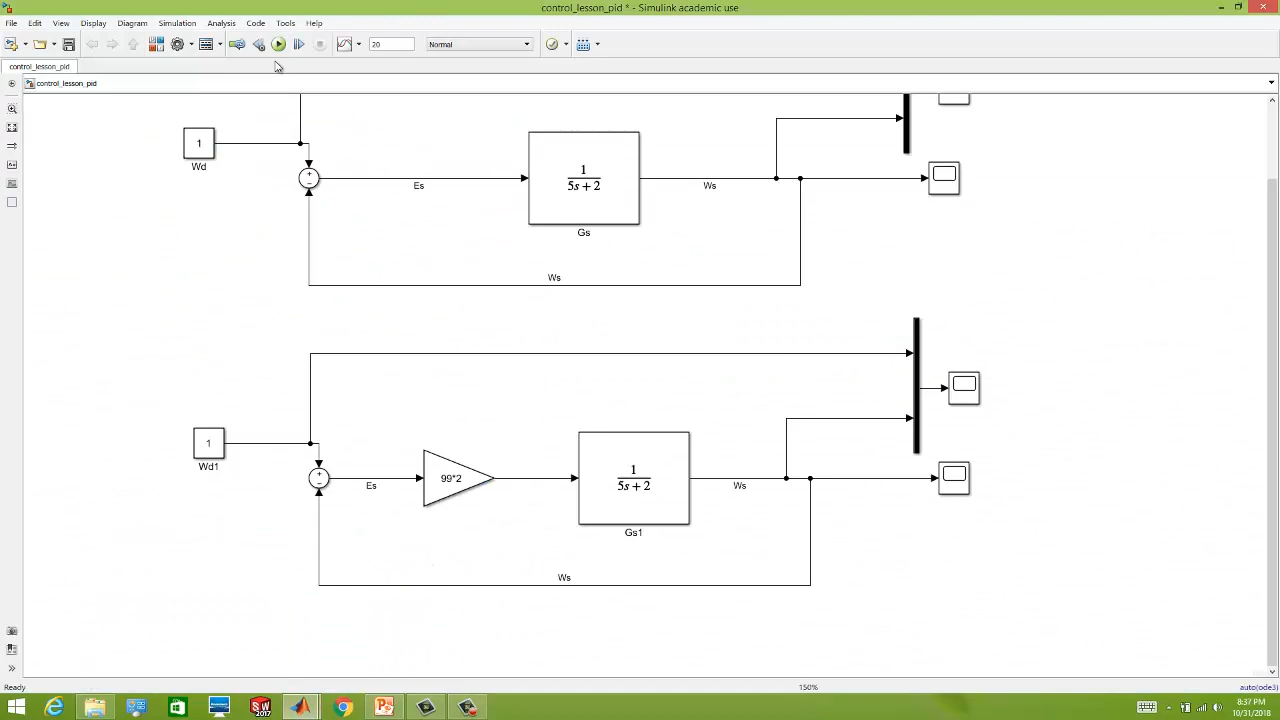 control_lesson_pid * - Simulink academic use
File Edit View Display Diagram Simulation Analysis Code Tools Help
20 Normal
control_lesson_pid
control_lesson_pid
1
Wd
+
−
Es
1
5s + 2
Gs
Ws
Ws
1
Wd1
+
−
Es
99*2
1
5s + 2
Gs1
Ws
Ws
Ready 150% auto(ode3)
SW
2017
8:37 PM
10/31/2018